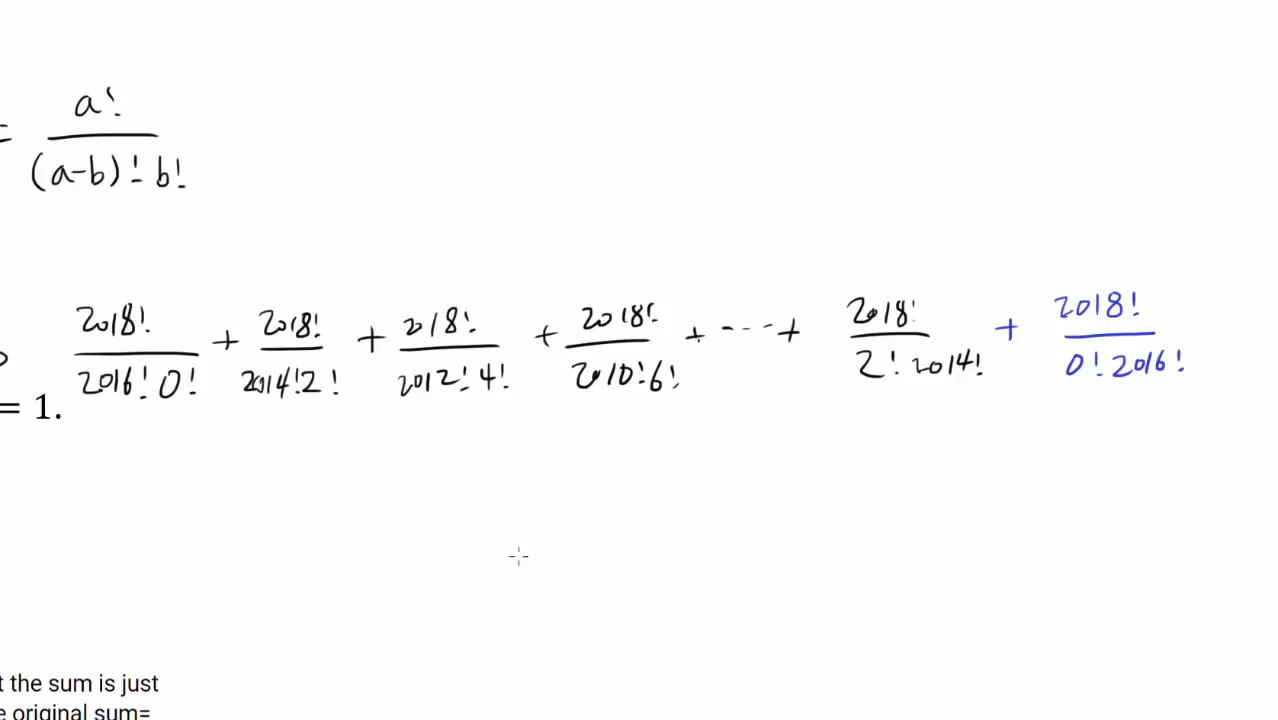 = a! / (a-b)! b!
2018! / 2016! 0! + 2018! / 2014! 2! + 2018! / 2012! 4! + 2018! / 2010! 6! + ---- + 2018! / 2! 2014! + 2018! / 0! 2016!
= 1.
t the sum is just
e original sum=